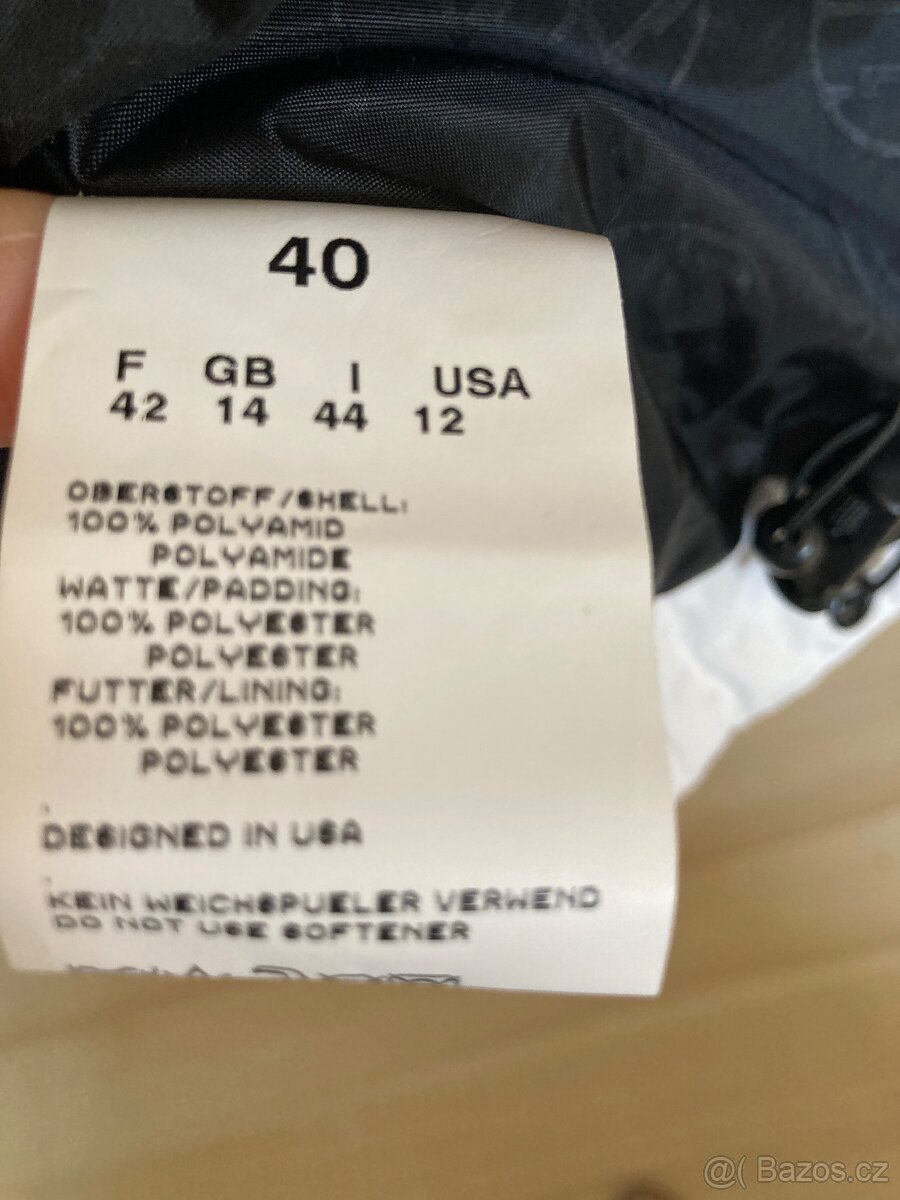 40
F GB I USA
42 14 44 12
OBERSTOFF/SHELL:
100% POLYAMID
POLYAMIDE
WATTE/PADDING:
100% POLYESTER
POLYESTER
FUTTER/LINING:
100% POLYESTER
POLYESTER
.
DESIGNED IN USA
.
KEIN WEICHSPUELER VERWEND
DO NOT USE SOFTENER
@( Bazos.cz